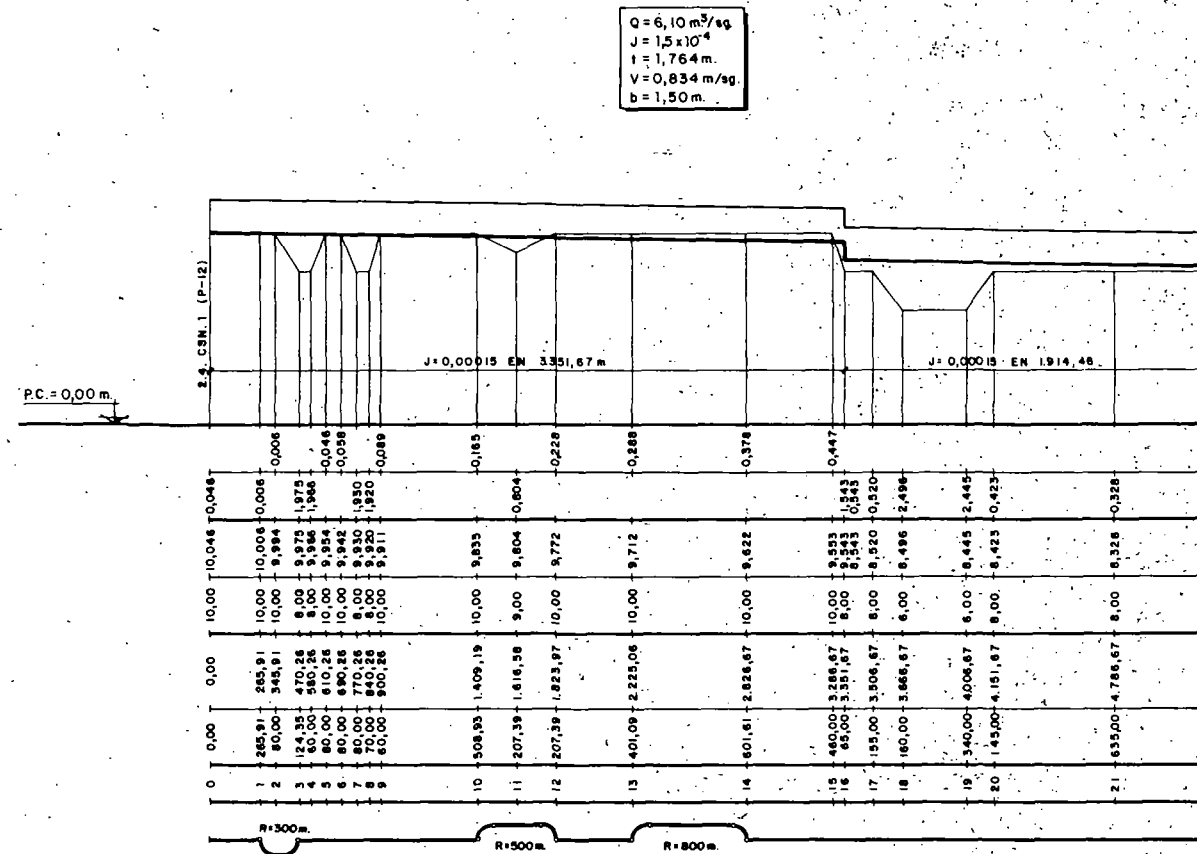 Q = 6,10 m³/sg.
J = 1,5x10⁻⁴
t = 1,764 m.
V = 0,834 m/sg.
b = 1,50 m.
2.4. CSN.1 (P-12)
J = 0,00015 EN 3.351,67 m
J = 0,00015 EN 1.914,46
P.C. = 0,00 m.
0,006 0,046 0,058 0,089 0,165 0,228 0,288 0,378 0,447
0,046 0,006 1,975 1,966 1,930 1,920 0,804 1,543 0,543 0,520 2,496 2,445 0,423 0,328
10,046 10,006 9,994 9,975 9,966 9,954 9,942 9,930 9,920 9,911 9,835 9,804 9,772 9,712 9,622 9,553 9,543 8,543 8,520 8,496 8,445 8,423 8,328
10,00 10,00 10,00 8,00 8,00 10,00 10,00 8,00 8,00 10,00 10,00 9,00 10,00 10,00 10,00 10,00 8,00 8,00 6,00 6,00 8,00 8,00
0,00 265,91 345,91 470,26 580,26 610,26 690,26 770,26 840,26 900,26 1.409,19 1.616,58 1.823,97 2.225,06 2.826,67 3.286,67 3.351,67 3.506,67 3.666,67 4.006,67 4.151,67 4.786,67
0,00 265,91 80,00 124,35 60,00 80,00 80,00 80,00 70,00 60,00 508,93 207,39 207,39 401,09 601,61 460,00 65,00 155,00 160,00 340,00 145,00 635,00
0 1 2 3 4 5 6 7 8 9 10 11 12 13 14 15 16 17 18 19 20 21
R=300m.
R=500m.
R=800m.